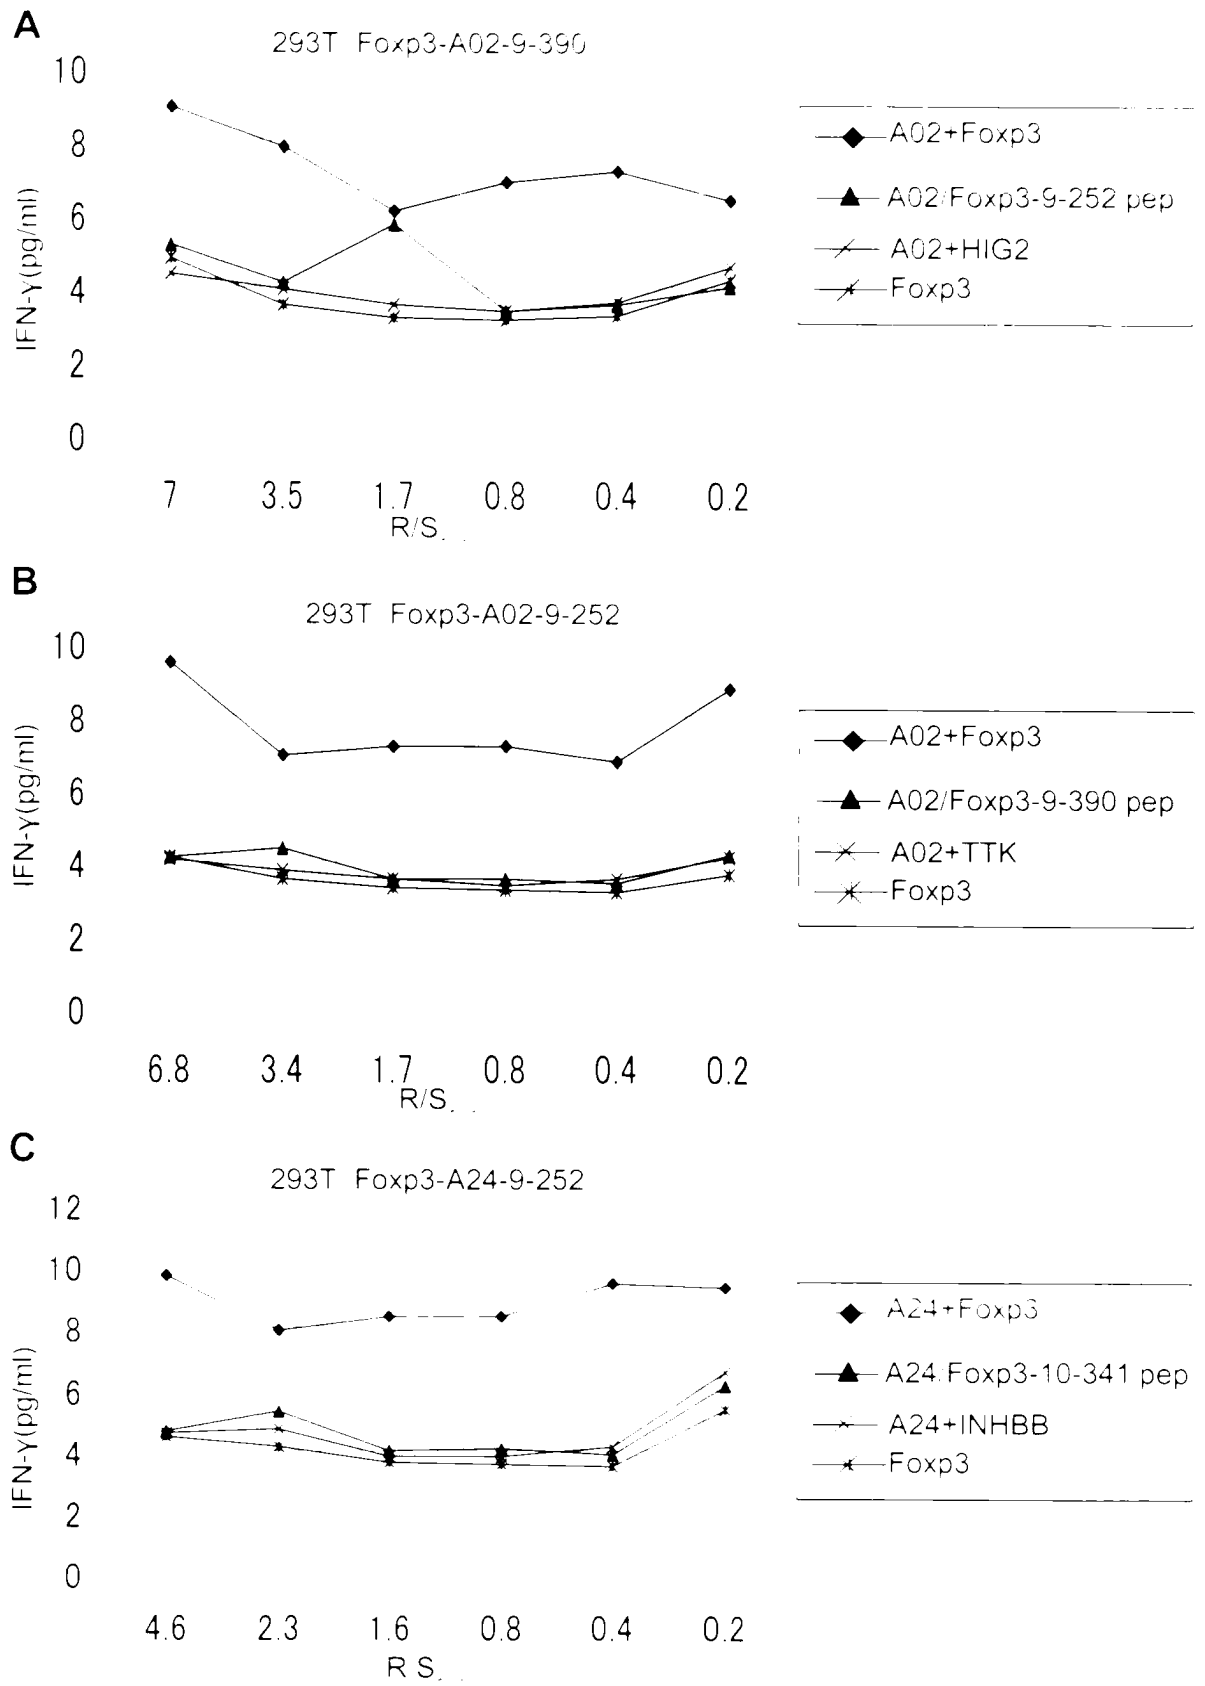 A
293T Foxp3-A02-9-390
10
8
6
4
2
0
IFN-γ(pg/ml)
7 3.5 1.7 0.8 0.4 0.2
R/S
A02+Foxp3
A02/Foxp3-9-252 pep
A02+HIG2
Foxp3
B
293T Foxp3-A02-9-252
10
8
6
4
2
0
IFN-γ(pg/ml)
6.8 3.4 1.7 0.8 0.4 0.2
R/S
A02+Foxp3
A02/Foxp3-9-390 pep
A02+TTK
Foxp3
C
293T Foxp3-A24-9-252
12
10
8
6
4
2
0
IFN-γ(pg/ml)
4.6 2.3 1.6 0.8 0.4 0.2
R S
A24+Foxp3
A24/Foxp3-10-341 pep
A24+INHBB
Foxp3